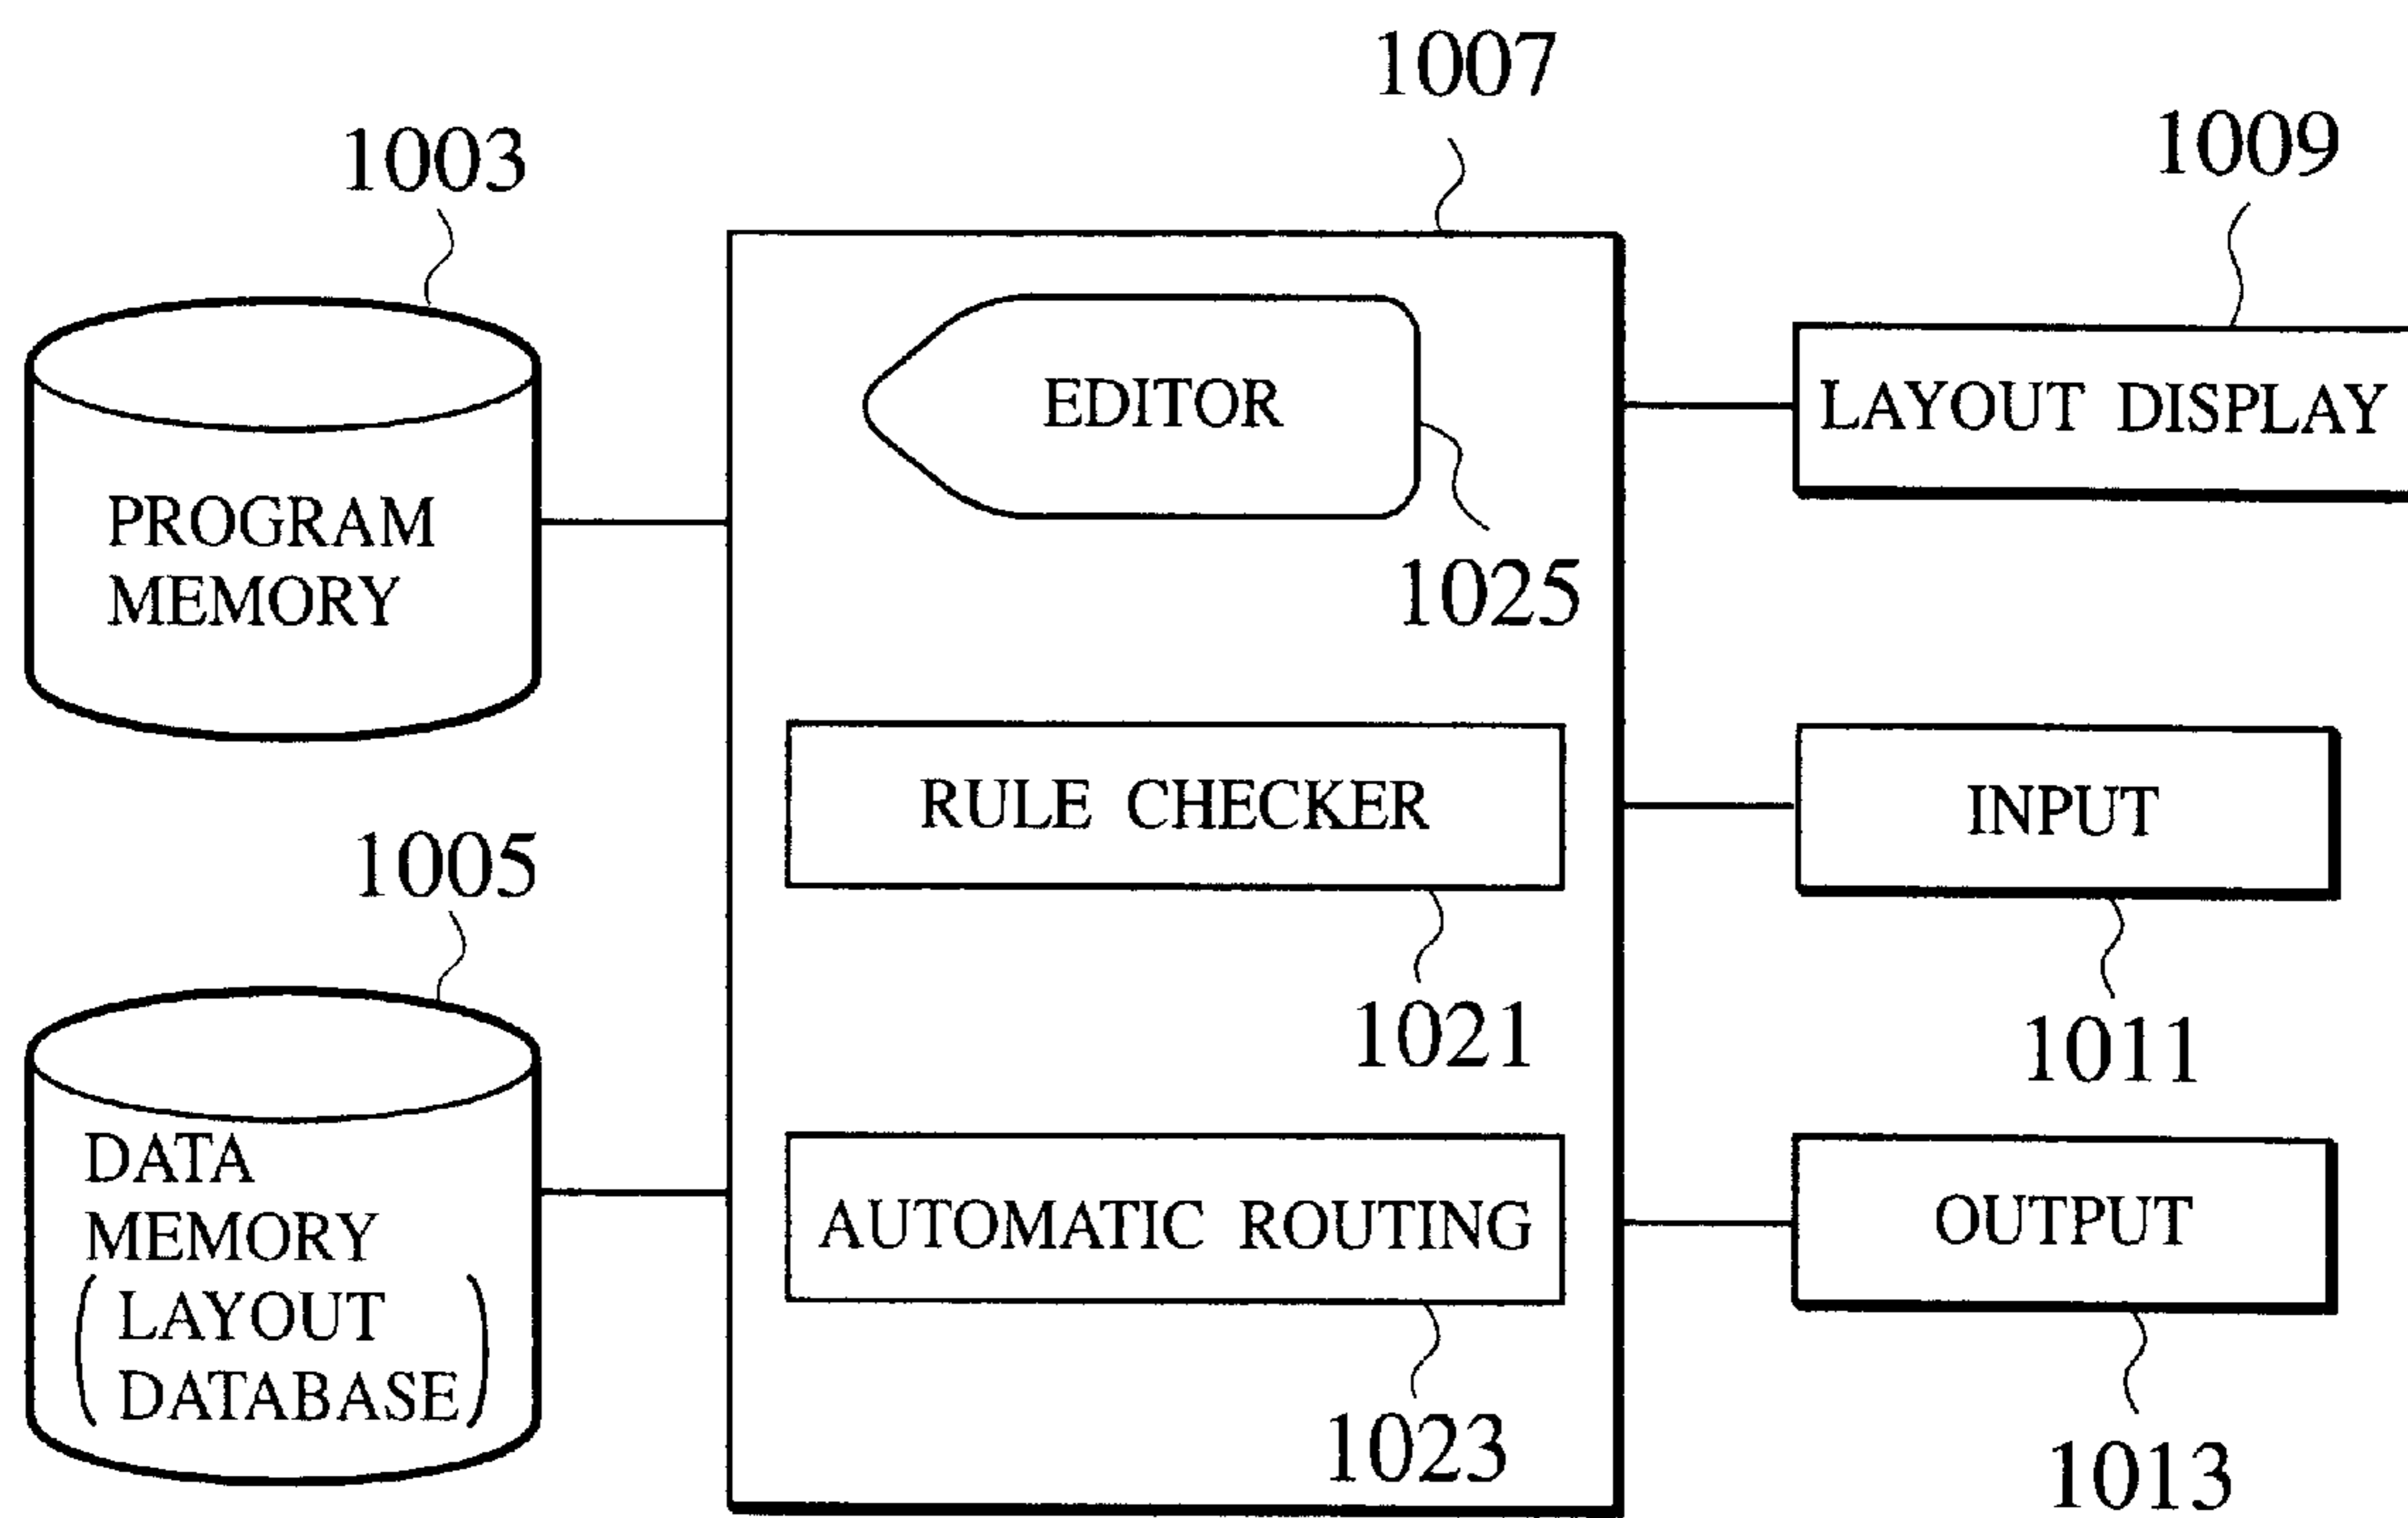 1007
1009
1003
EDITOR
LAYOUT DISPLAY
PROGRAM
MEMORY
1025
RULE CHECKER
INPUT
1005
1021
1011
DATA
MEMORY
( LAYOUT
DATABASE )
AUTOMATIC ROUTING
OUTPUT
1023
1013